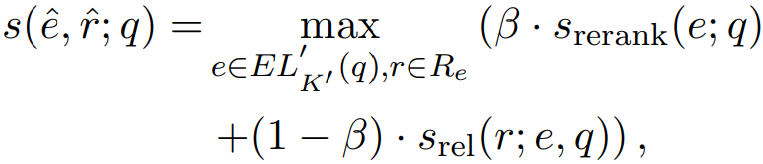 s(ê, r̂; q) = max_{e∈EL′_{K′}(q), r∈R_e} (β · s_rerank(e; q)
+(1 − β) · s_rel(r; e, q)) ,